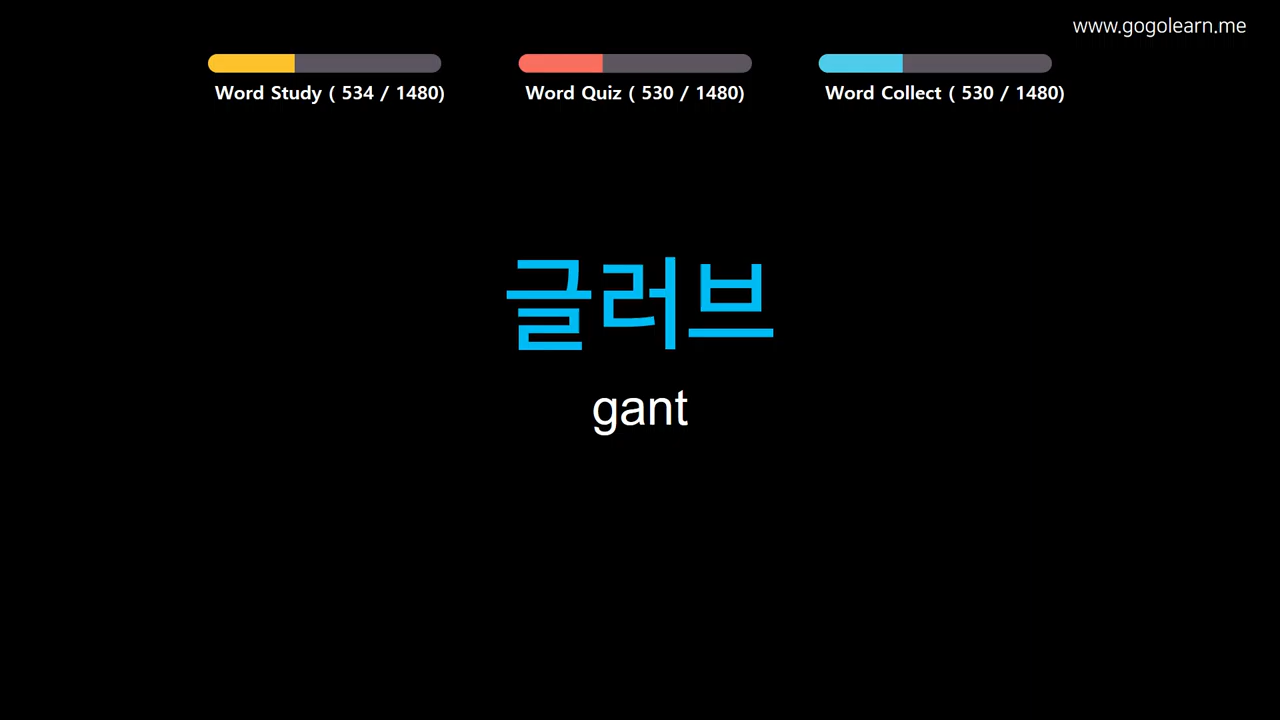 www.gogolearn.me
Word Study ( 534 / 1480)
Word Quiz ( 530 / 1480)
Word Collect ( 530 / 1480)
글러브
gant